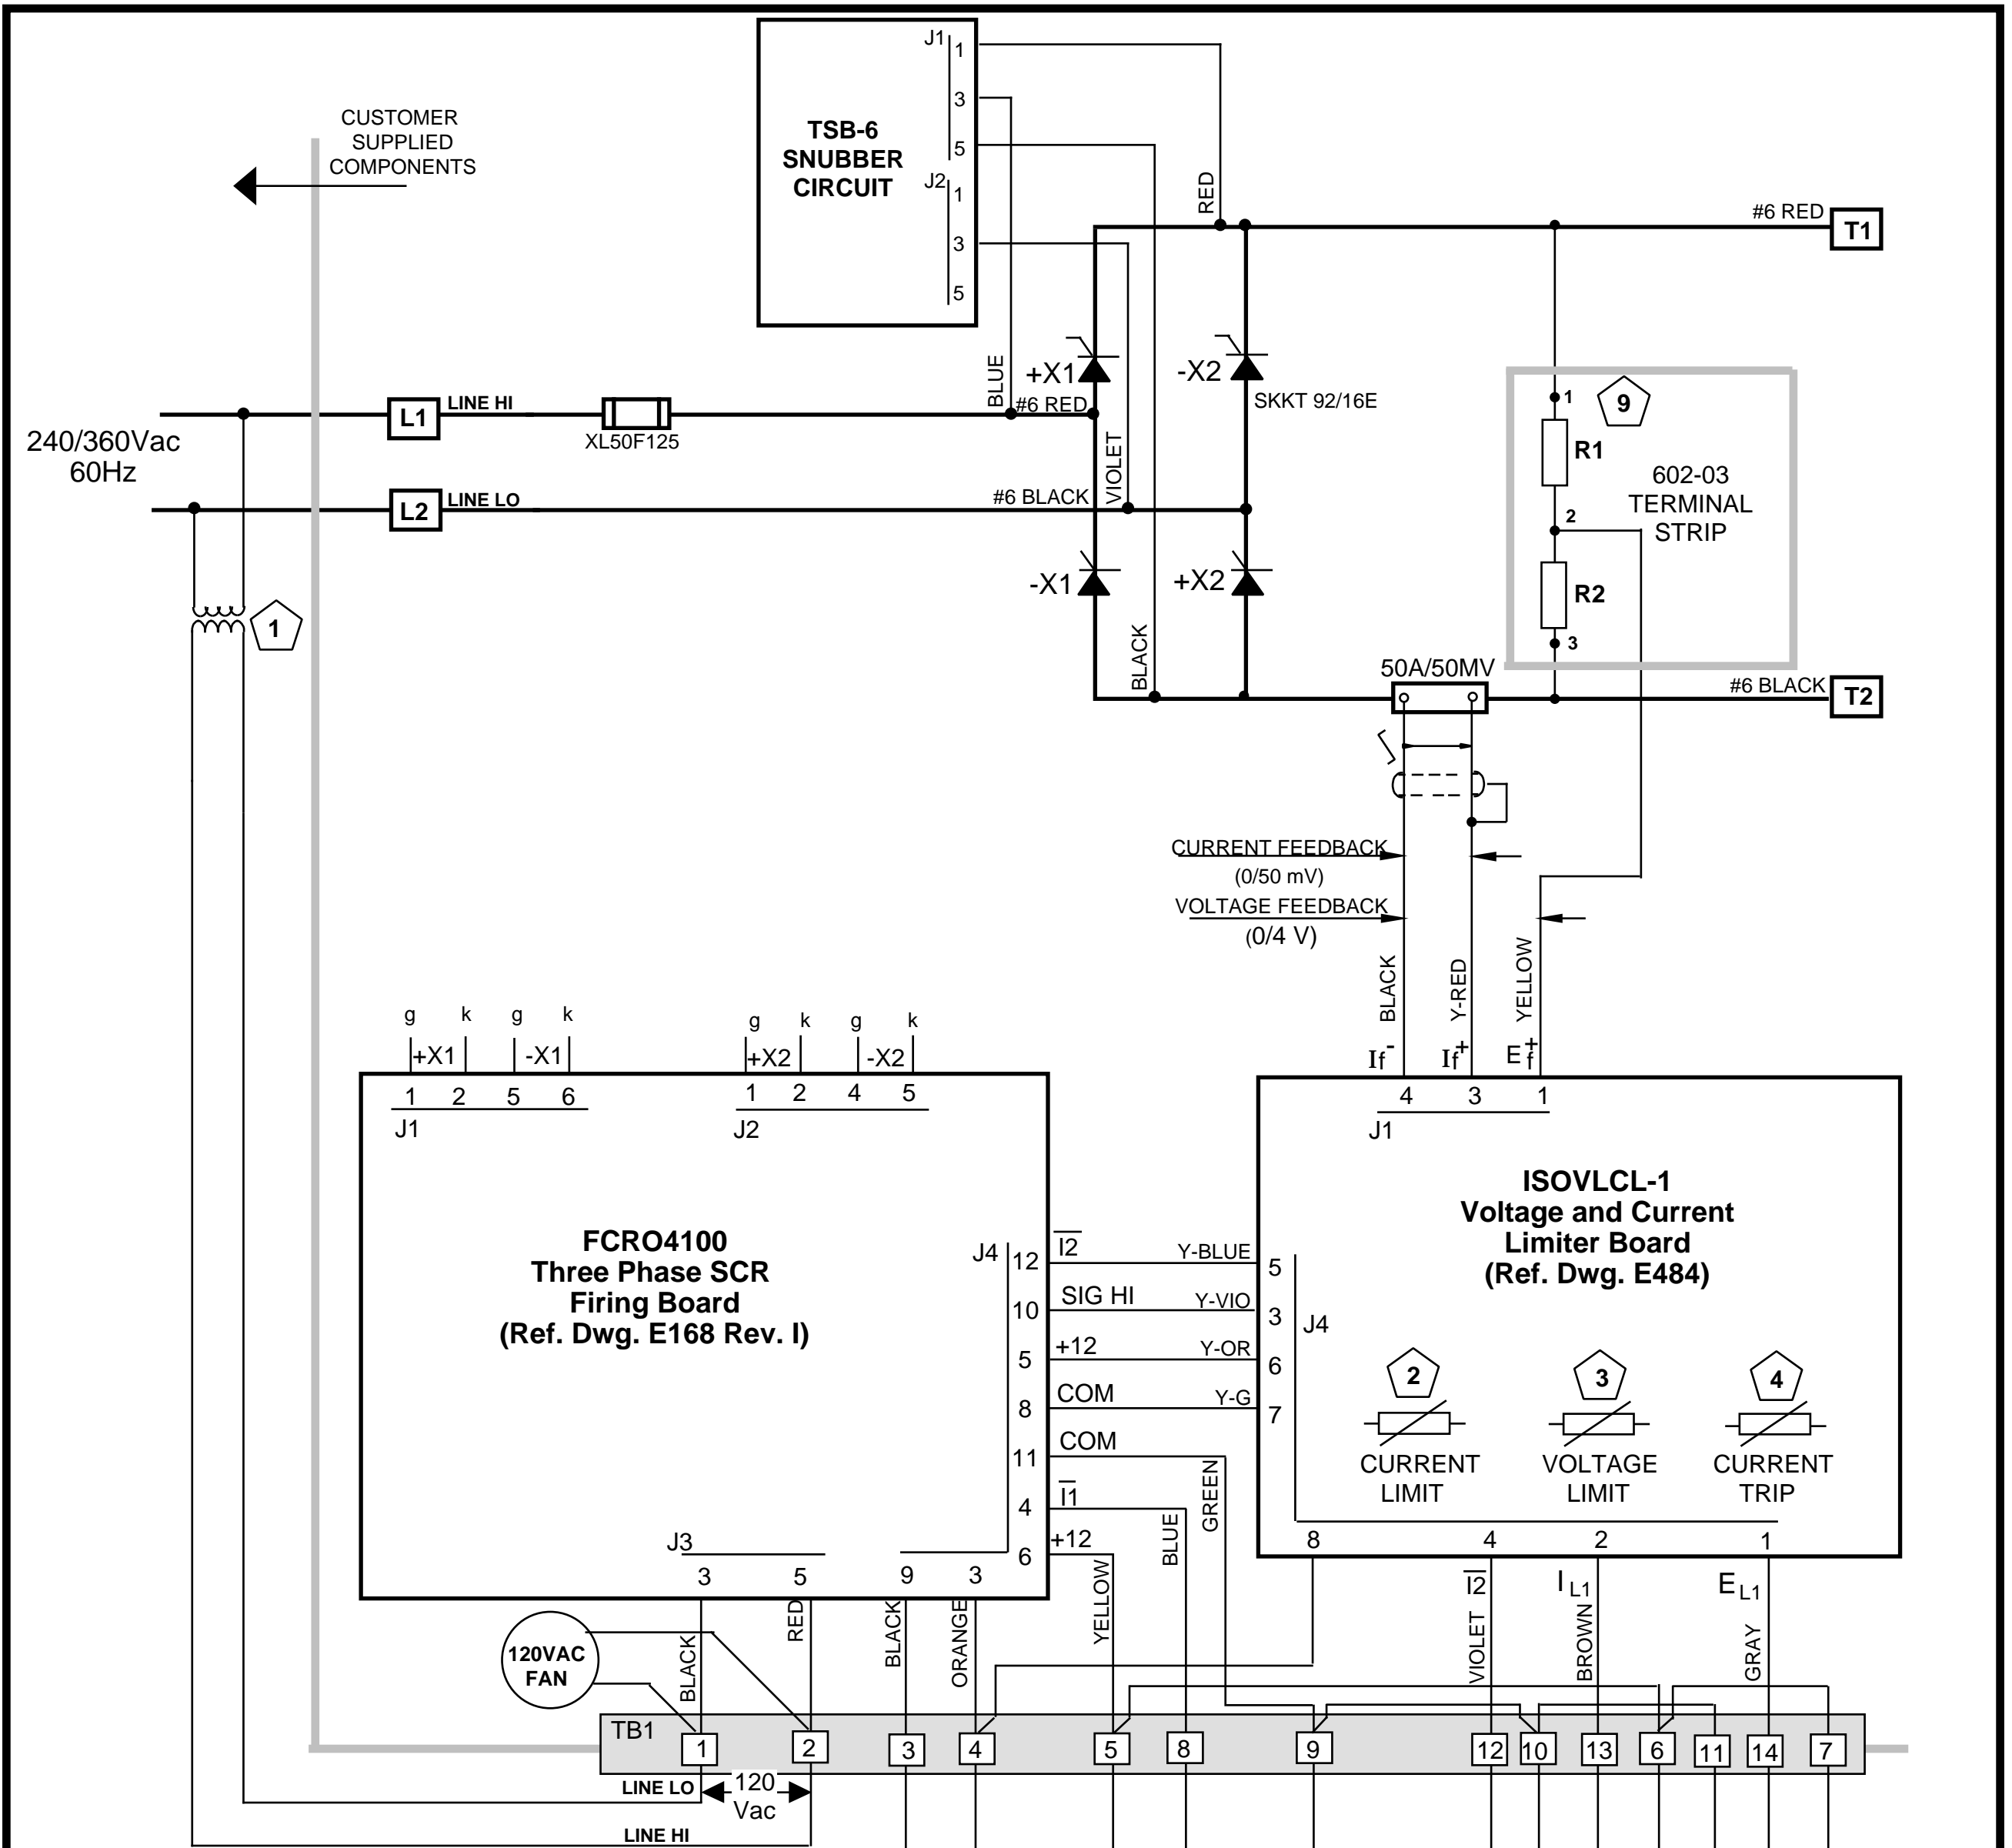 CUSTOMER
SUPPLIED
COMPONENTS
TSB-6
SNUBBER
CIRCUIT
J1
1
3
5
J2
1
3
5
RED
#6 RED
T1
BLUE
+X1
-X2
SKKT 92/16E
240/360Vac
60Hz
L1
LINE HI
XL50F125
#6 RED
VIOLET
L2
LINE LO
#6 BLACK
1
9
R1
2
602-03
TERMINAL
STRIP
R2
3
1
-X1
+X2
BLACK
50A/50MV
#6 BLACK
T2
CURRENT FEEDBACK
(0/50 mV)
VOLTAGE FEEDBACK
(0/4 V)
BLACK
Y-RED
YELLOW
If-
If+
Ef+
4 3 1
J1
g k g k
+X1 -X1
1 2 5 6
J1
g k g k
+X2 -X2
1 2 4 5
J2
FCRO4100
Three Phase SCR
Firing Board
(Ref. Dwg. E168 Rev. I)
J4
12 I2 Y-BLUE 5
10 SIG HI Y-VIO 3
5 +12 Y-OR 6
8 COM Y-G 7
11 COM
4 I1
6 +12
J4
ISOVLCL-1
Voltage and Current
Limiter Board
(Ref. Dwg. E484)
2
CURRENT
LIMIT
3
VOLTAGE
LIMIT
4
CURRENT
TRIP
8 4 2 1
I2
IL1
EL1
J3
3 5 9 3
120VAC
FAN
BLACK
RED
BLACK
ORANGE
YELLOW
BLUE
GREEN
VIOLET
BROWN
GRAY
TB1
1 2 3 4 5 8 9 12 10 13 6 11 14 7
LINE LO
120
Vac
LINE HI